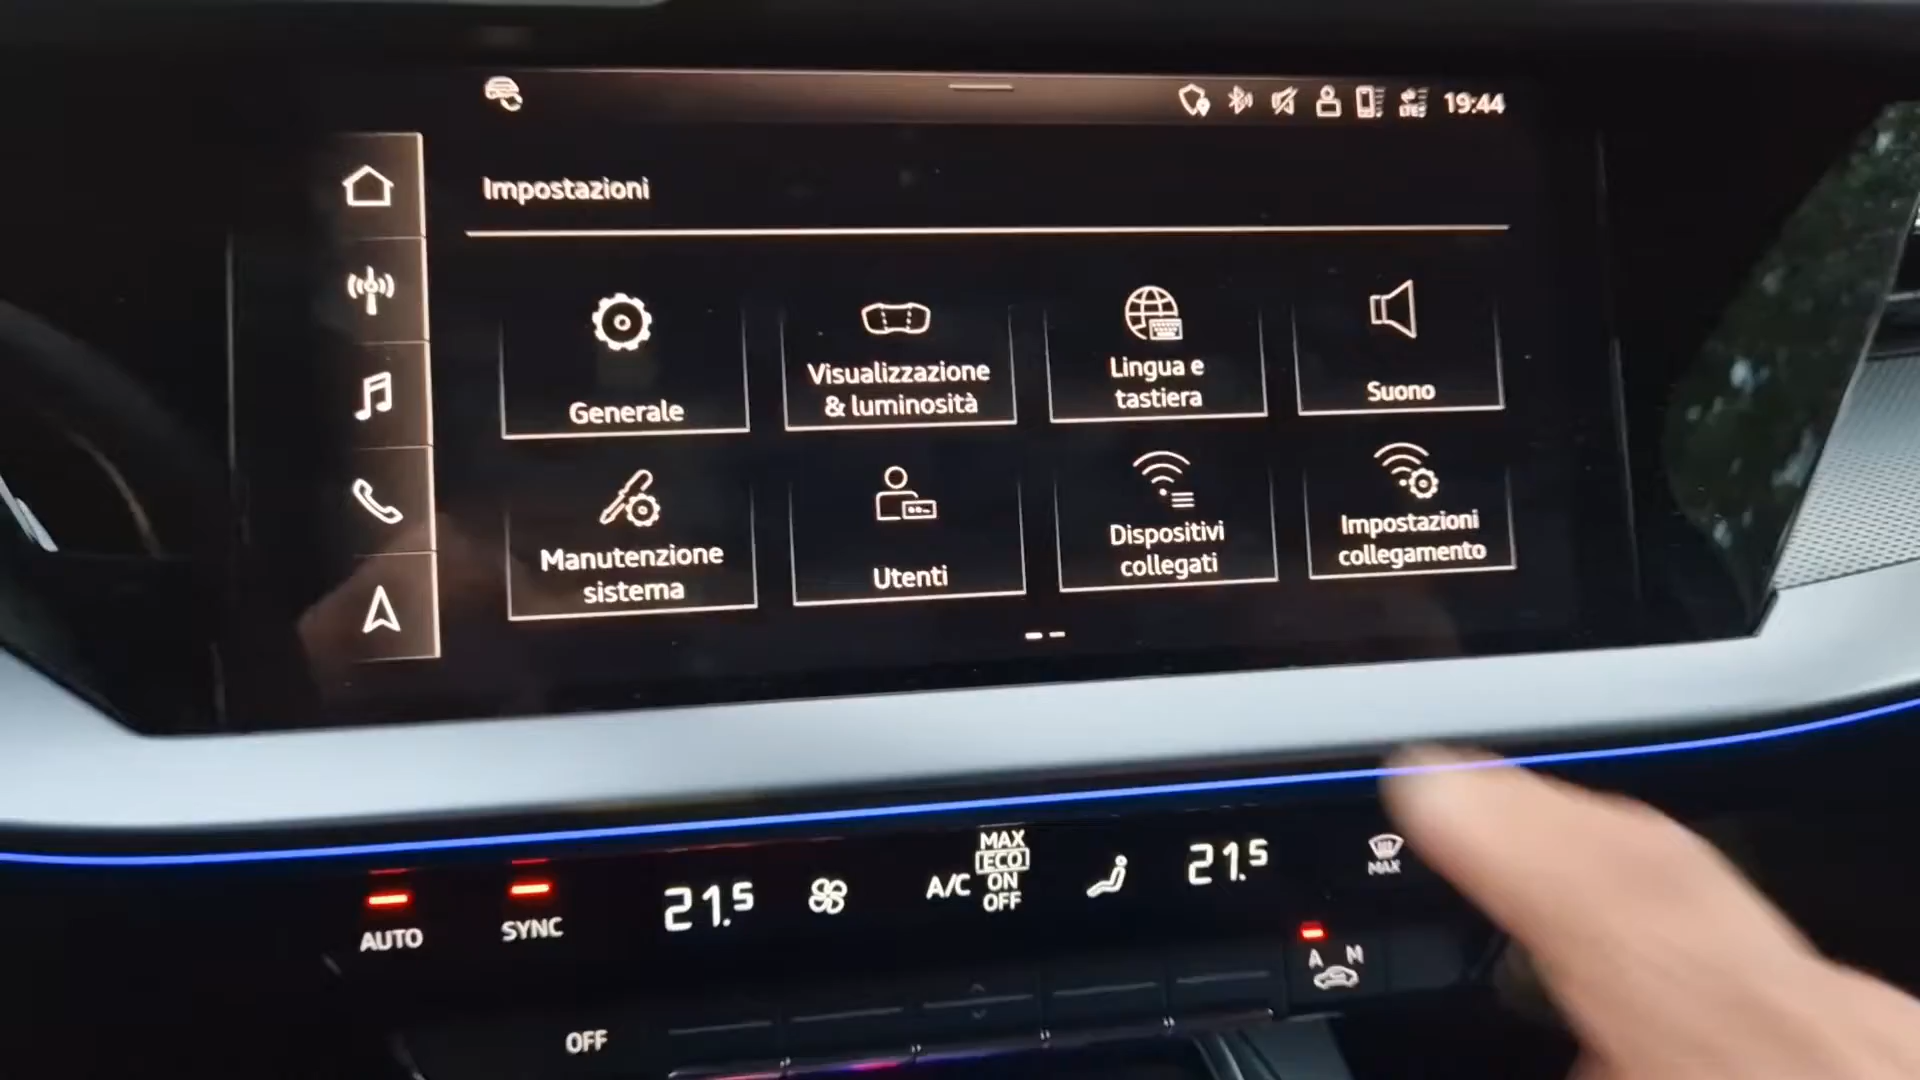 19:44
Impostazioni
Generale
Visualizzazione
& luminosità
Lingua e
tastiera
Suono
Manutenzione
sistema
Utenti
Dispositivi
collegati
Impostazioni
collegamento
AUTO
SYNC
21.5
A/C
MAX
ECO
ON
OFF
21.5
MAX
A M
OFF